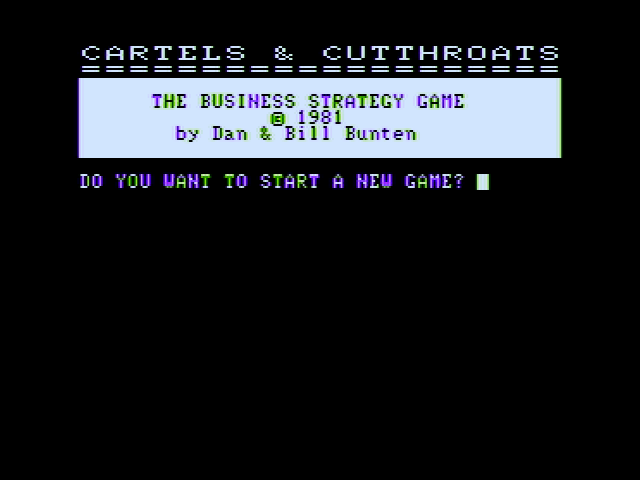 CARTELS & CUTTHROATS
THE BUSINESS STRATEGY GAME
© 1981
by Dan & Bill Bunten
DO YOU WANT TO START A NEW GAME?